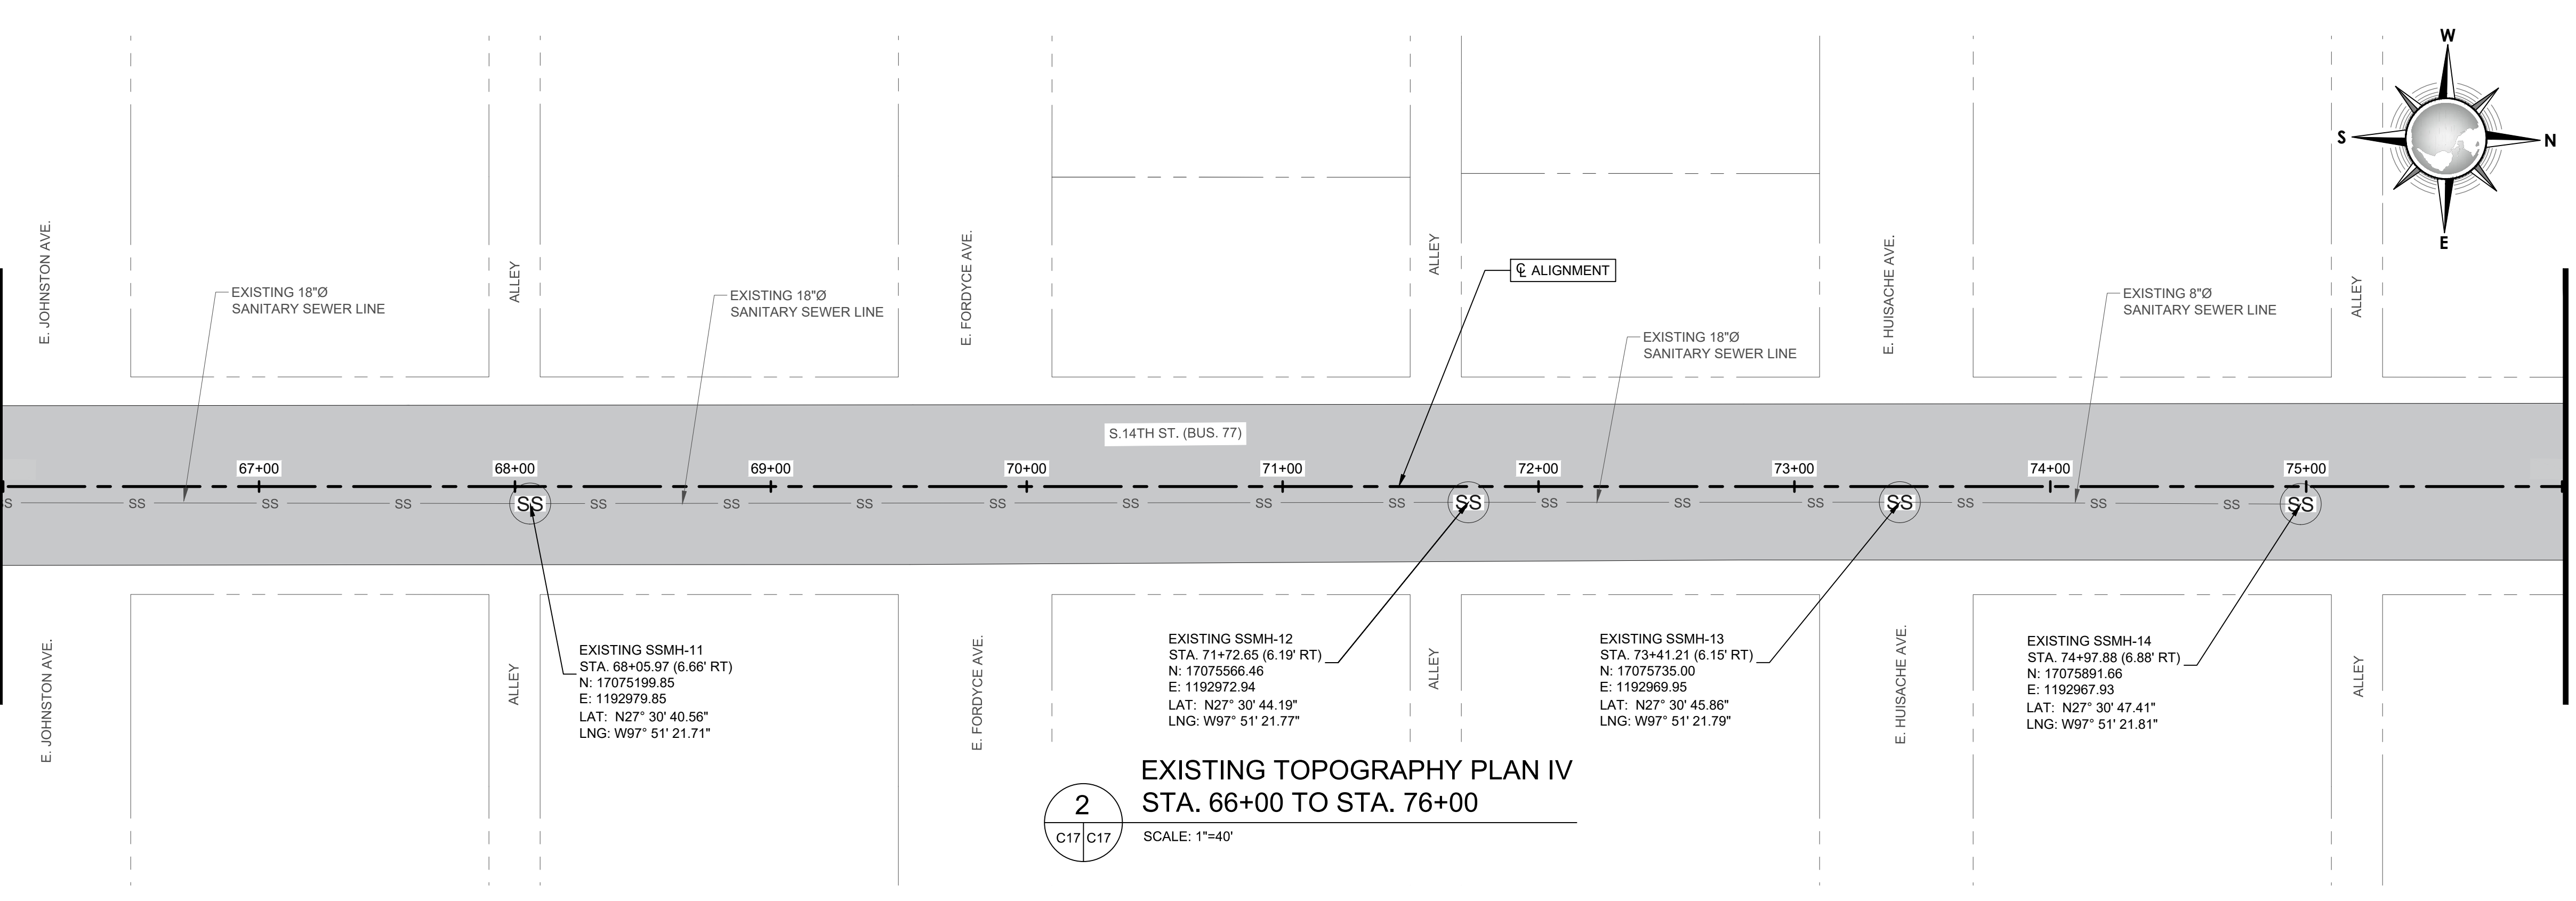 W
S
N
E
E. JOHNSTON AVE.
ALLEY
E. FORDYCE AVE.
ALLEY
E. HUISACHE AVE.
ALLEY
EXISTING 18"Ø
SANITARY SEWER LINE
EXISTING 18"Ø
SANITARY SEWER LINE
℄ ALIGNMENT
EXISTING 18"Ø
SANITARY SEWER LINE
EXISTING 8"Ø
SANITARY SEWER LINE
S.14TH ST. (BUS. 77)
67+00 68+00 69+00 70+00 71+00 72+00 73+00 74+00 75+00
SS SS SS SS SS SS SS SS SS SS SS SS SS SS SS SS SS SS SS SS SS
E. JOHNSTON AVE.
ALLEY
E. FORDYCE AVE.
ALLEY
E. HUISACHE AVE.
ALLEY
EXISTING SSMH-11
STA. 68+05.97 (6.66' RT)
N: 17075199.85
E: 1192979.85
LAT: N27° 30' 40.56"
LNG: W97° 51' 21.71"
EXISTING SSMH-12
STA. 71+72.65 (6.19' RT)
N: 17075566.46
E: 1192972.94
LAT: N27° 30' 44.19"
LNG: W97° 51' 21.77"
EXISTING SSMH-13
STA. 73+41.21 (6.15' RT)
N: 17075735.00
E: 1192969.95
LAT: N27° 30' 45.86"
LNG: W97° 51' 21.79"
EXISTING SSMH-14
STA. 74+97.88 (6.88' RT)
N: 17075891.66
E: 1192967.93
LAT: N27° 30' 47.41"
LNG: W97° 51' 21.81"
2
C17 C17
EXISTING TOPOGRAPHY PLAN IV
STA. 66+00 TO STA. 76+00
SCALE: 1"=40'